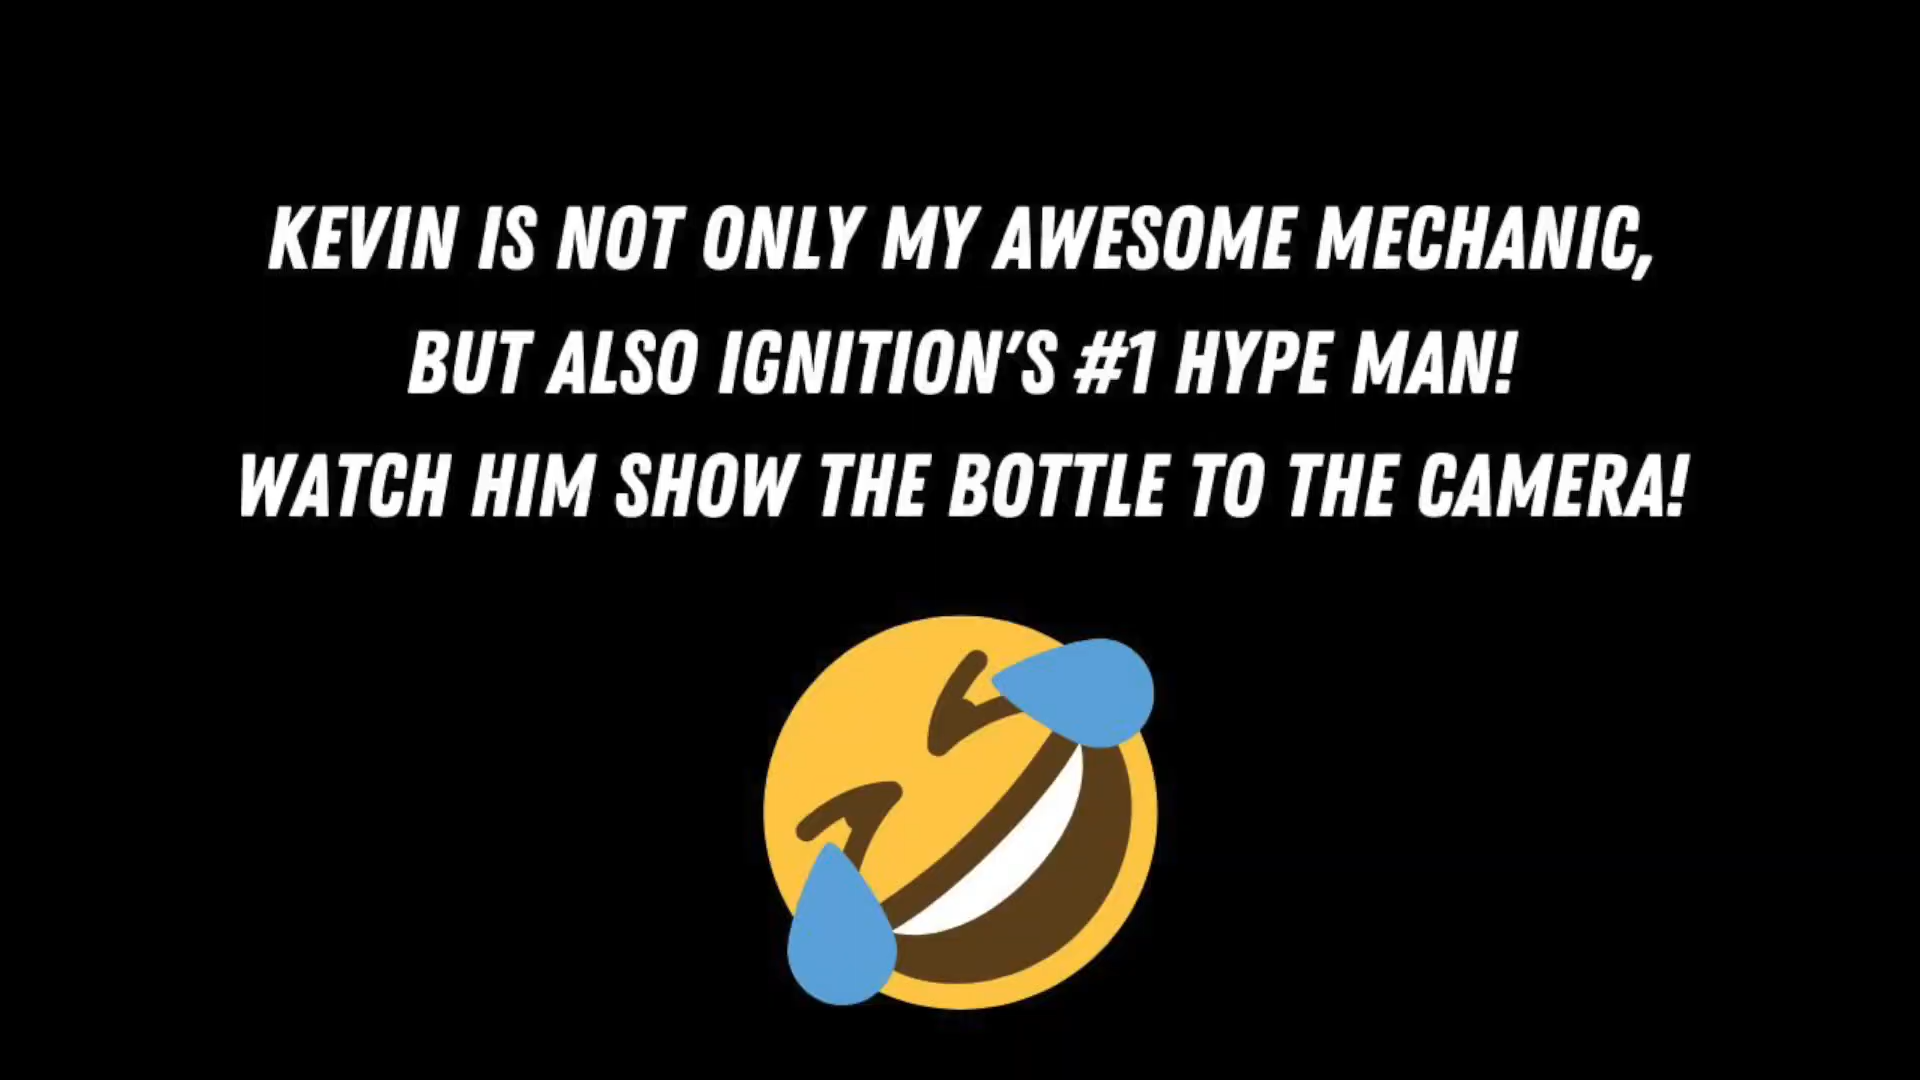 KEVIN IS NOT ONLY MY AWESOME MECHANIC,
BUT ALSO IGNITION'S #1 HYPE MAN!
WATCH HIM SHOW THE BOTTLE TO THE CAMERA!